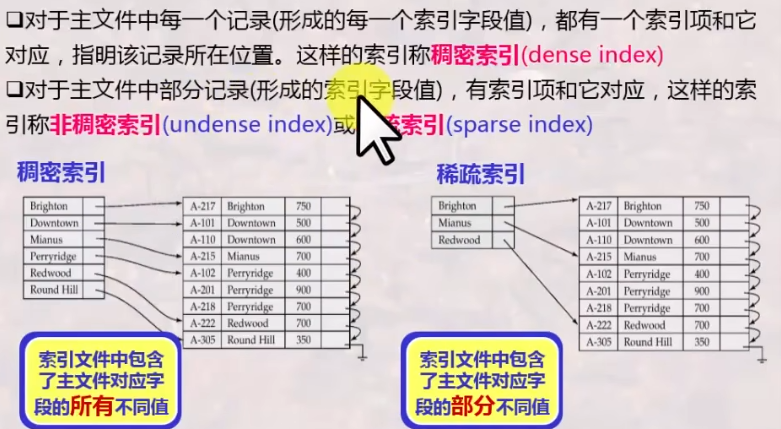 ❑对于主文件中每一个记录(形成的每一个索引字段值)，都有一个索引项和它
对应，指明该记录所在位置。这样的索引称稠密索引(dense index)
❑对于主文件中部分记录(形成的索引字段值)，有索引项和它对应，这样的索
引称非稠密索引(undense index)或疏索引(sparse index)
稠密索引
Brighton
Downtown
Mianus
Perryridge
Redwood
Round Hill
A-217 Brighton 750
A-101 Downtown 500
A-110 Downtown 600
A-215 Mianus 700
A-102 Perryridge 400
A-201 Perryridge 900
A-218 Perryridge 700
A-222 Redwood 700
A-305 Round Hill 350
索引文件中包含
了主文件对应字
段的所有不同值
稀疏索引
Brighton
Mianus
Redwood
A-217 Brighton 750
A-101 Downtown 500
A-110 Downtown 600
A-215 Mianus 700
A-102 Perryridge 400
A-201 Perryridge 900
A-218 Perryridge 700
A-222 Redwood 700
A-305 Round Hill 350
索引文件中包含
了主文件对应字
段的部分不同值